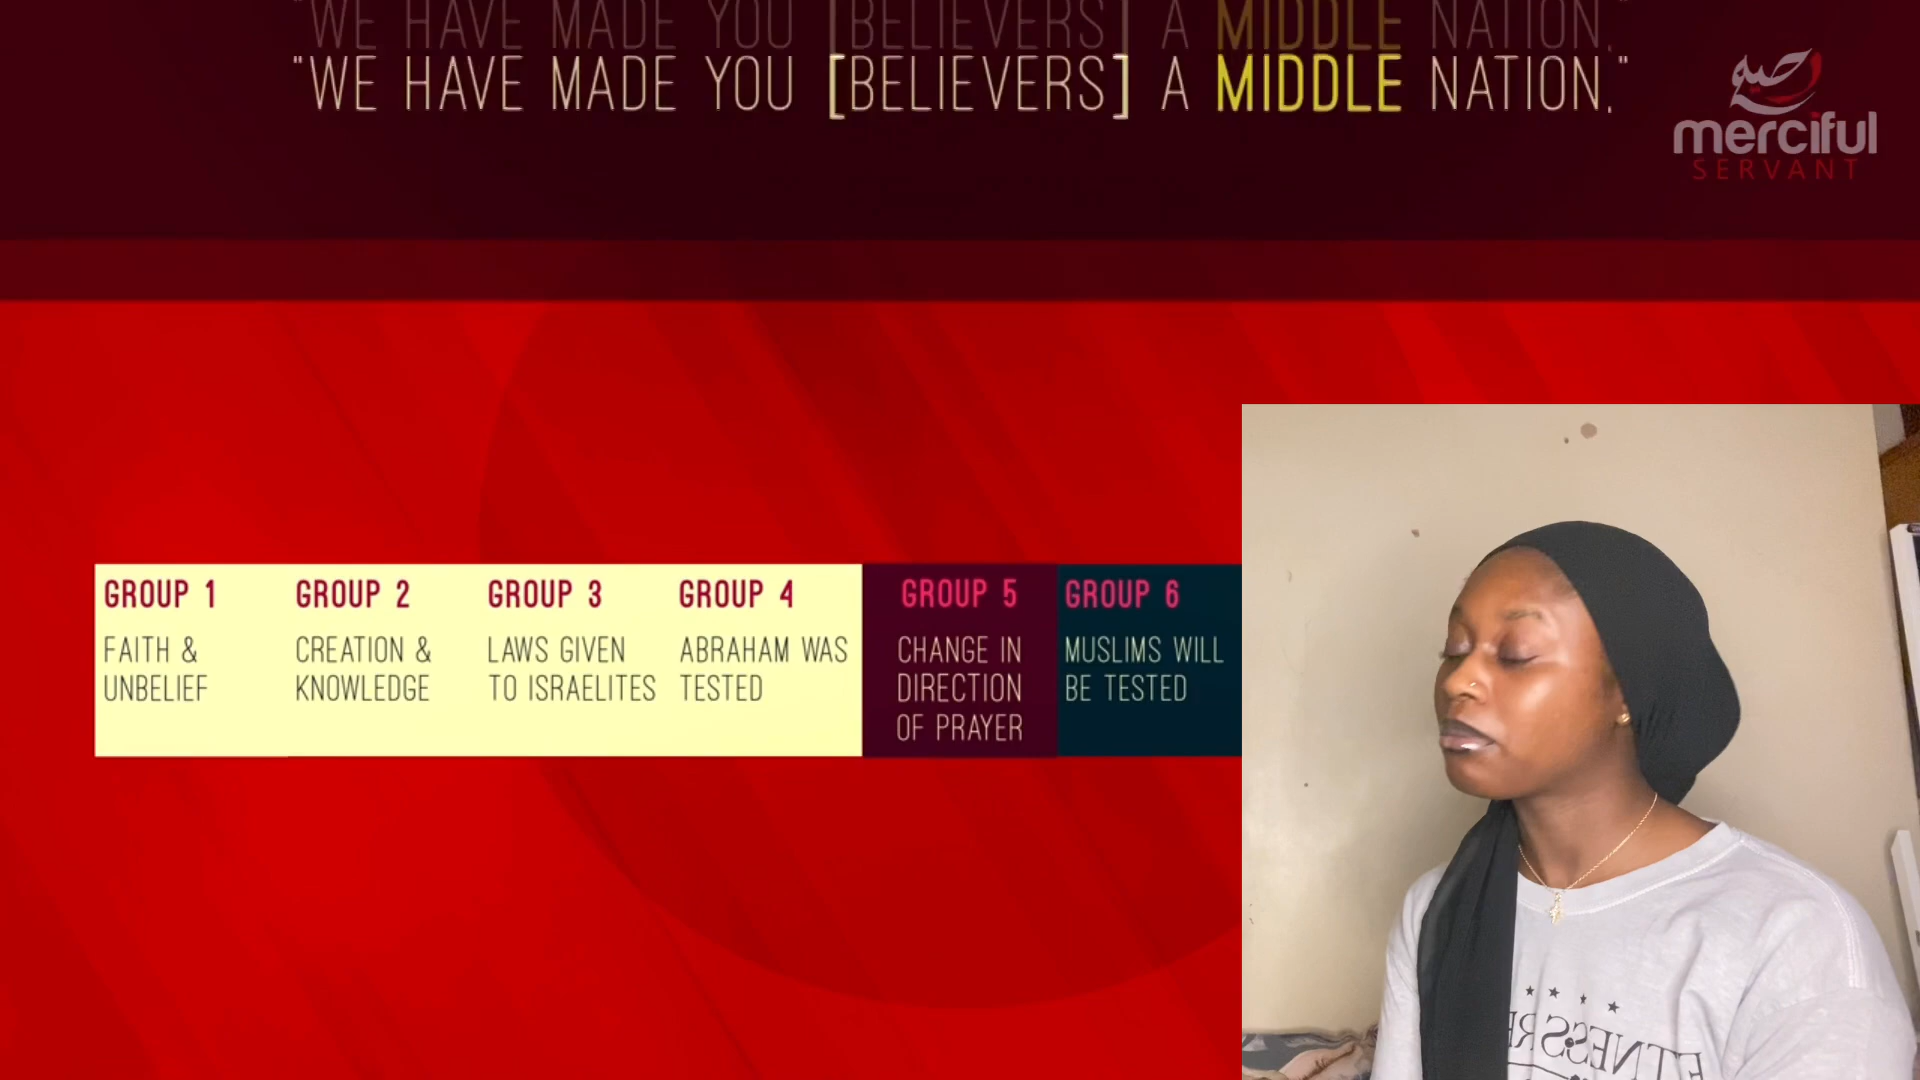 "WE HAVE MADE YOU [BELIEVERS] A MIDDLE NATION."
"WE HAVE MADE YOU [BELIEVERS] A MIDDLE NATION."
merciful
SERVANT
GROUP 1
FAITH &
UNBELIEF
GROUP 2
CREATION &
KNOWLEDGE
GROUP 3
LAWS GIVEN
TO ISRAELITES
GROUP 4
ABRAHAM WAS
TESTED
GROUP 5
CHANGE IN
DIRECTION
OF PRAYER
GROUP 6
MUSLIMS WILL
BE TESTED